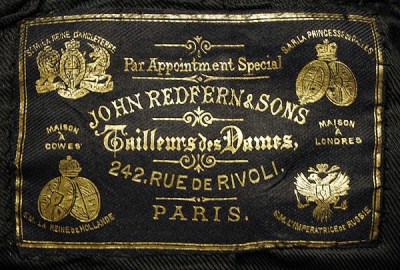 S.M. LA REINE D'ANGLETERRE
S.A.R. LA PRINCESSE DE GALLES
Par Appointment Special
JOHN REDFERN & SONS
Tailleurs des Dames,
242. RUE DE RIVOLI.
PARIS.
MAISON
À
COWES
MAISON
À
LONDRES
S.M. LA REINE DE HOLLANDE
S.M. L'IMPERATRICE DE RUSSIE